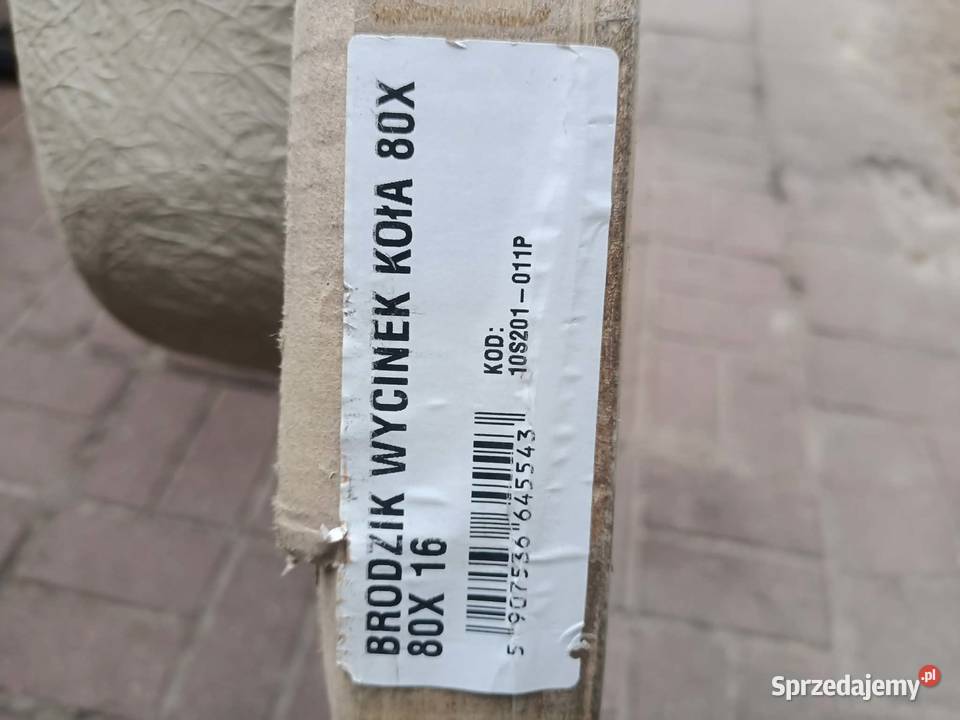 BRODZIK WYCINEK KOŁA 80X
80X 16
KOD:
10S201-011P
5 907536 645543
Sprzedajemy.pl